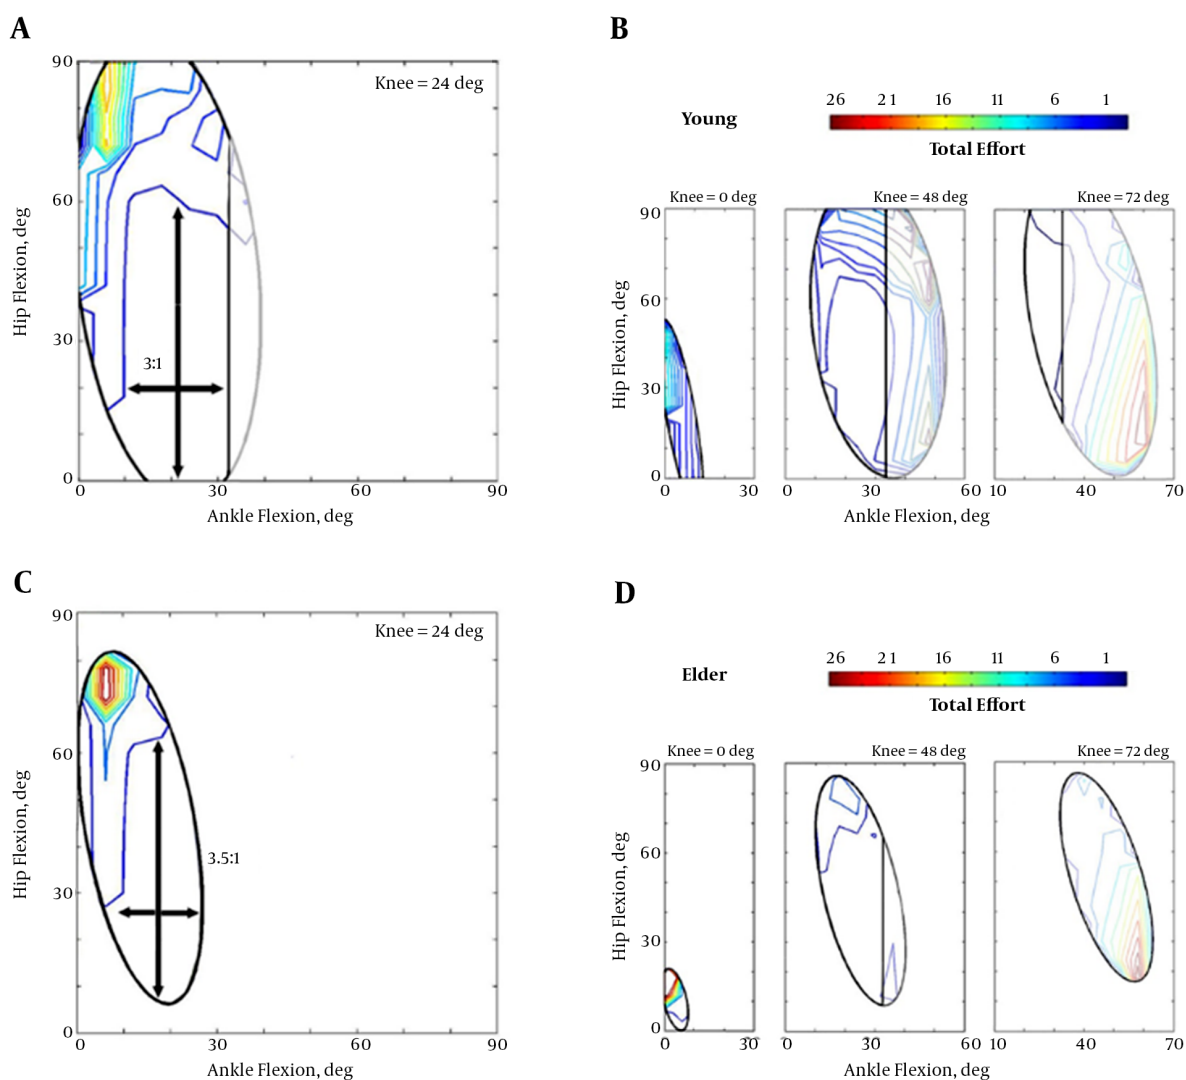 A
90
Knee = 24 deg
60
30
0
3:1
Hip Flexion, deg
0 30 60 90
Ankle Flexion, deg
B
Young
26 21 16 11 6 1
Total Effort
Knee = 0 deg Knee = 48 deg Knee = 72 deg
90
60
30
0
Hip Flexion, deg
0 30 0 30 60 10 40 70
Ankle Flexion, deg
C
90
Knee = 24 deg
60
3.5:1
30
0
Hip Flexion, deg
0 30 60 90
Ankle Flexion, deg
D
Elder
26 21 16 11 6 1
Total Effort
Knee = 0 deg Knee = 48 deg Knee = 72 deg
90
60
30
0
Hip Flexion, deg
0 30 0 30 60 10 40 70
Ankle Flexion, deg